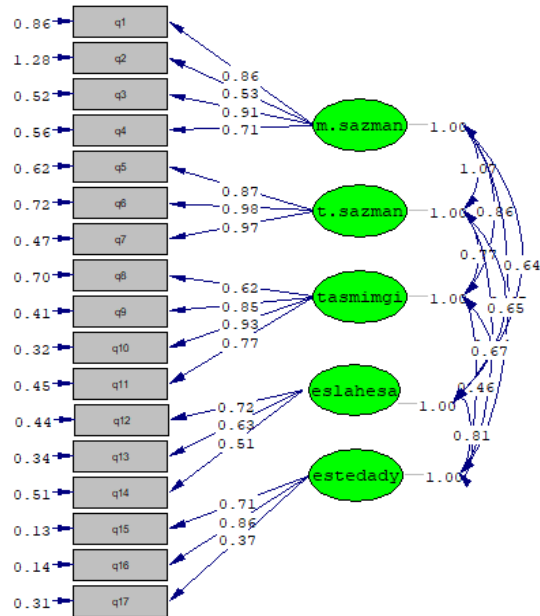 0.86 q1
1.28 q2
0.52 q3
0.56 q4
0.62 q5
0.72 q6
0.47 q7
0.70 q8
0.41 q9
0.32 q10
0.45 q11
0.44 q12
0.34 q13
0.51 q14
0.13 q15
0.14 q16
0.31 q17
0.86
0.53
0.91
0.71
0.87
0.98
0.97
0.62
0.85
0.93
0.77
0.72
0.63
0.51
0.71
0.86
0.37
m.sazman 1.00
t.sazman 1.00
tasmimgi 1.00
eslahesa 1.00
estedady 1.00
1.07
0.86
0.77
0.64
0.65
0.67
0.46
0.81